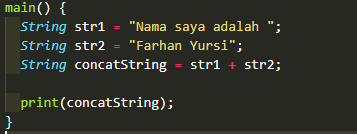 main() {
  String str1 = "Nama saya adalah ";
  String str2 = "Farhan Yursi";
  String concatString = str1 + str2;

  print(concatString);
}